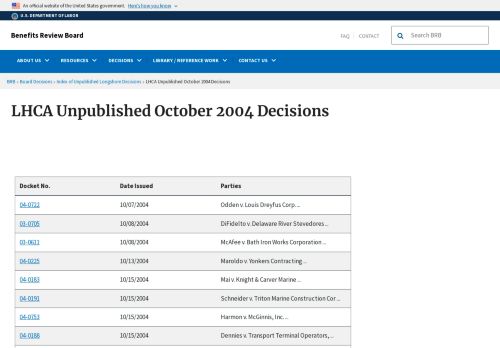 An official website of the United States government. Here's how you know
U.S. DEPARTMENT OF LABOR
Benefits Review Board
FAQ
CONTACT
Search BRB
ABOUT US
RESOURCES
DECISIONS
LIBRARY / REFERENCE WORK
CONTACT US
BRB › Board Decisions › Index of Unpublished Longshore Decisions › LHCA Unpublished October 2004 Decisions
LHCA Unpublished October 2004 Decisions
Docket No. Date Issued Parties
04-0722 10/07/2004 Odden v. Louis Dreyfus Corp....
03-0705 10/08/2004 DiFidelto v. Delaware River Stevedores...
03-0631 10/08/2004 McAfee v. Bath Iron Works Corporation...
04-0225 10/13/2004 Maroldo v. Yonkers Contracting...
04-0183 10/15/2004 Mai v. Knight & Carver Marine...
04-0191 10/15/2004 Schneider v. Triton Marine Construction Cor...
04-0753 10/15/2004 Harmon v. McGinnis, Inc....
04-0188 10/15/2004 Dennies v. Transport Terminal Operators,...